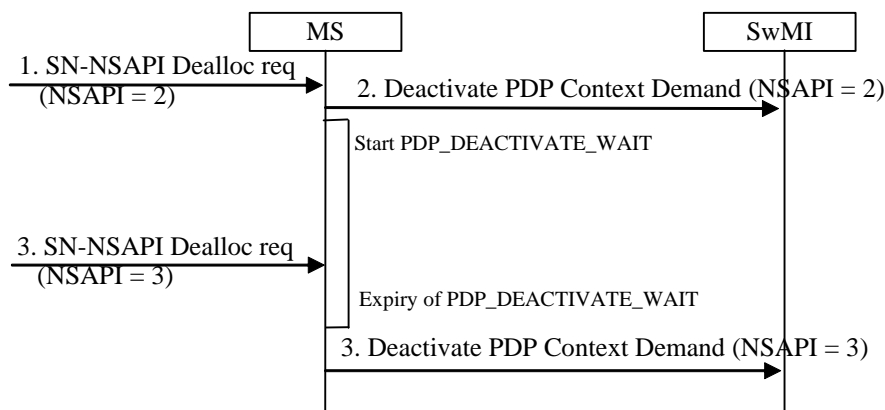 MS
SwMI
1. SN-NSAPI Dealloc req
(NSAPI = 2)
2. Deactivate PDP Context Demand (NSAPI = 2)
Start PDP_DEACTIVATE_WAIT
3. SN-NSAPI Dealloc req
(NSAPI = 3)
Expiry of PDP_DEACTIVATE_WAIT
3. Deactivate PDP Context Demand (NSAPI = 3)